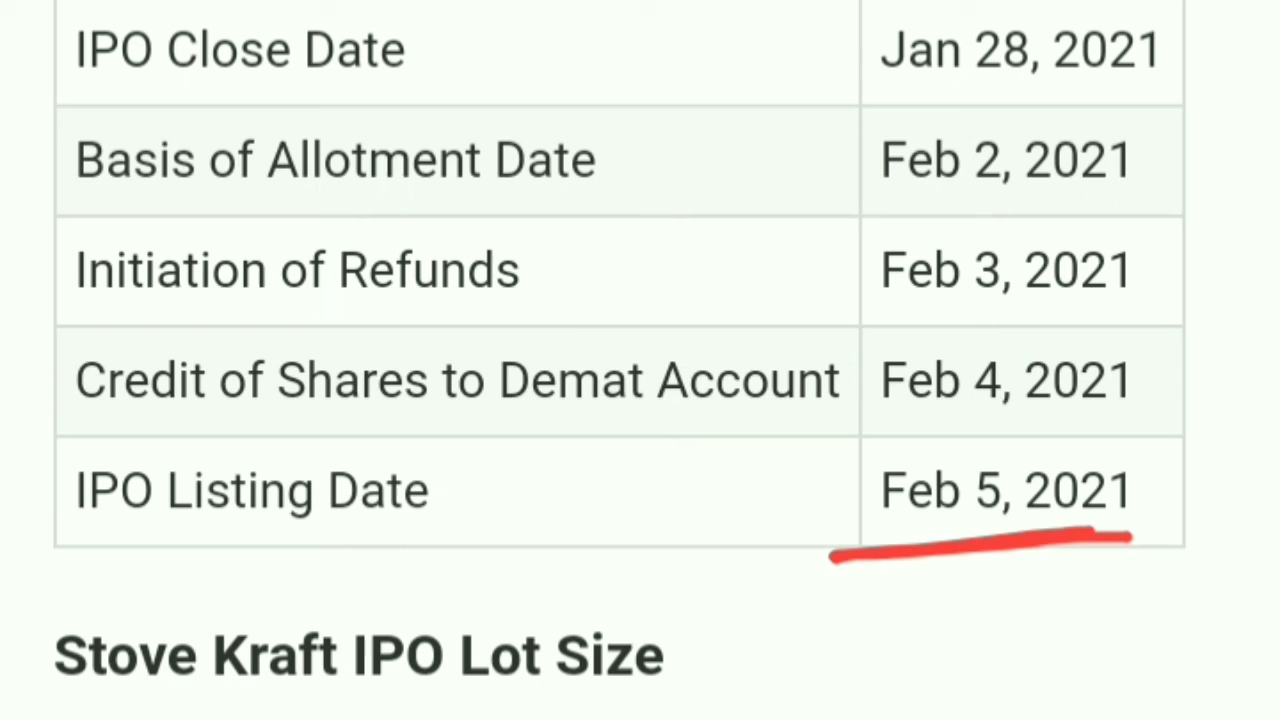 IPO Close Date Jan 28, 2021
Basis of Allotment Date Feb 2, 2021
Initiation of Refunds Feb 3, 2021
Credit of Shares to Demat Account Feb 4, 2021
IPO Listing Date Feb 5, 2021
Stove Kraft IPO Lot Size